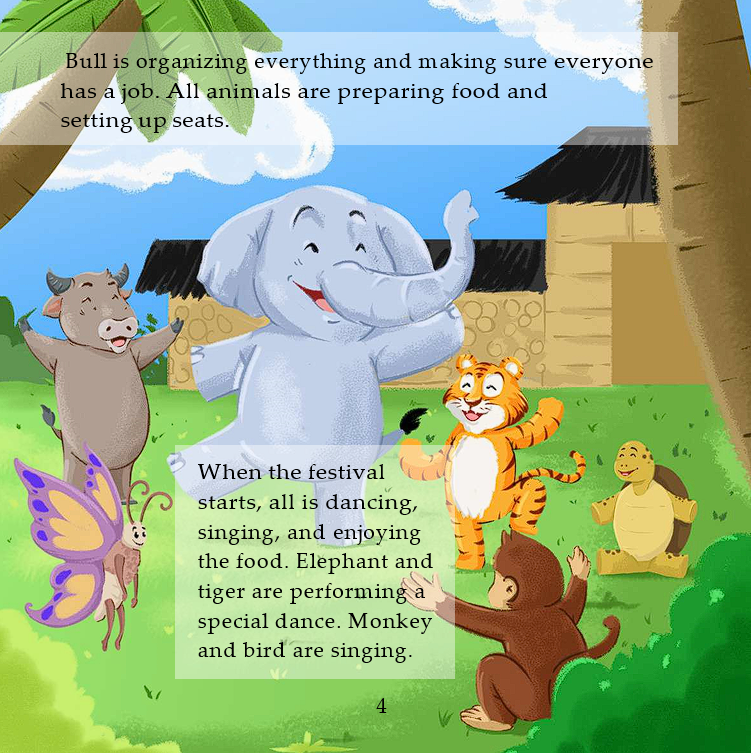 Bull is organizing everything and making sure everyone
has a job. All animals are preparing food and
setting up seats.
When the festival
starts, all is dancing,
singing, and enjoying
the food. Elephant and
tiger are performing a
special dance. Monkey
and bird are singing.
4